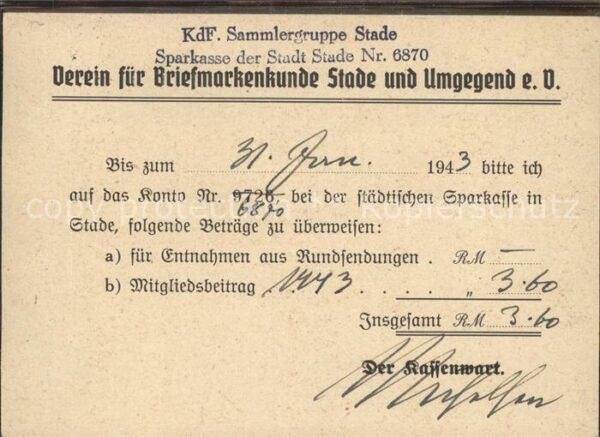 KdF. Sammlergruppe Stade
Sparkasse der Stadt Stade Nr. 6870
Verein für Briefmarkenkunde Stade und Umgegend e. V.
Bis zum 31. Jan. 1943 bitte ich
auf das Konto Nr. 9726 bei der städtischen Sparkasse in
6870
Stade, folgende Beträge zu überweisen:
a) für Entnahmen aus Rundsendungen . RM —
b) Mitgliedsbeitrag 1943 . . . . „ 3.60
Insgesamt RM 3.60
Der Kassenwart.